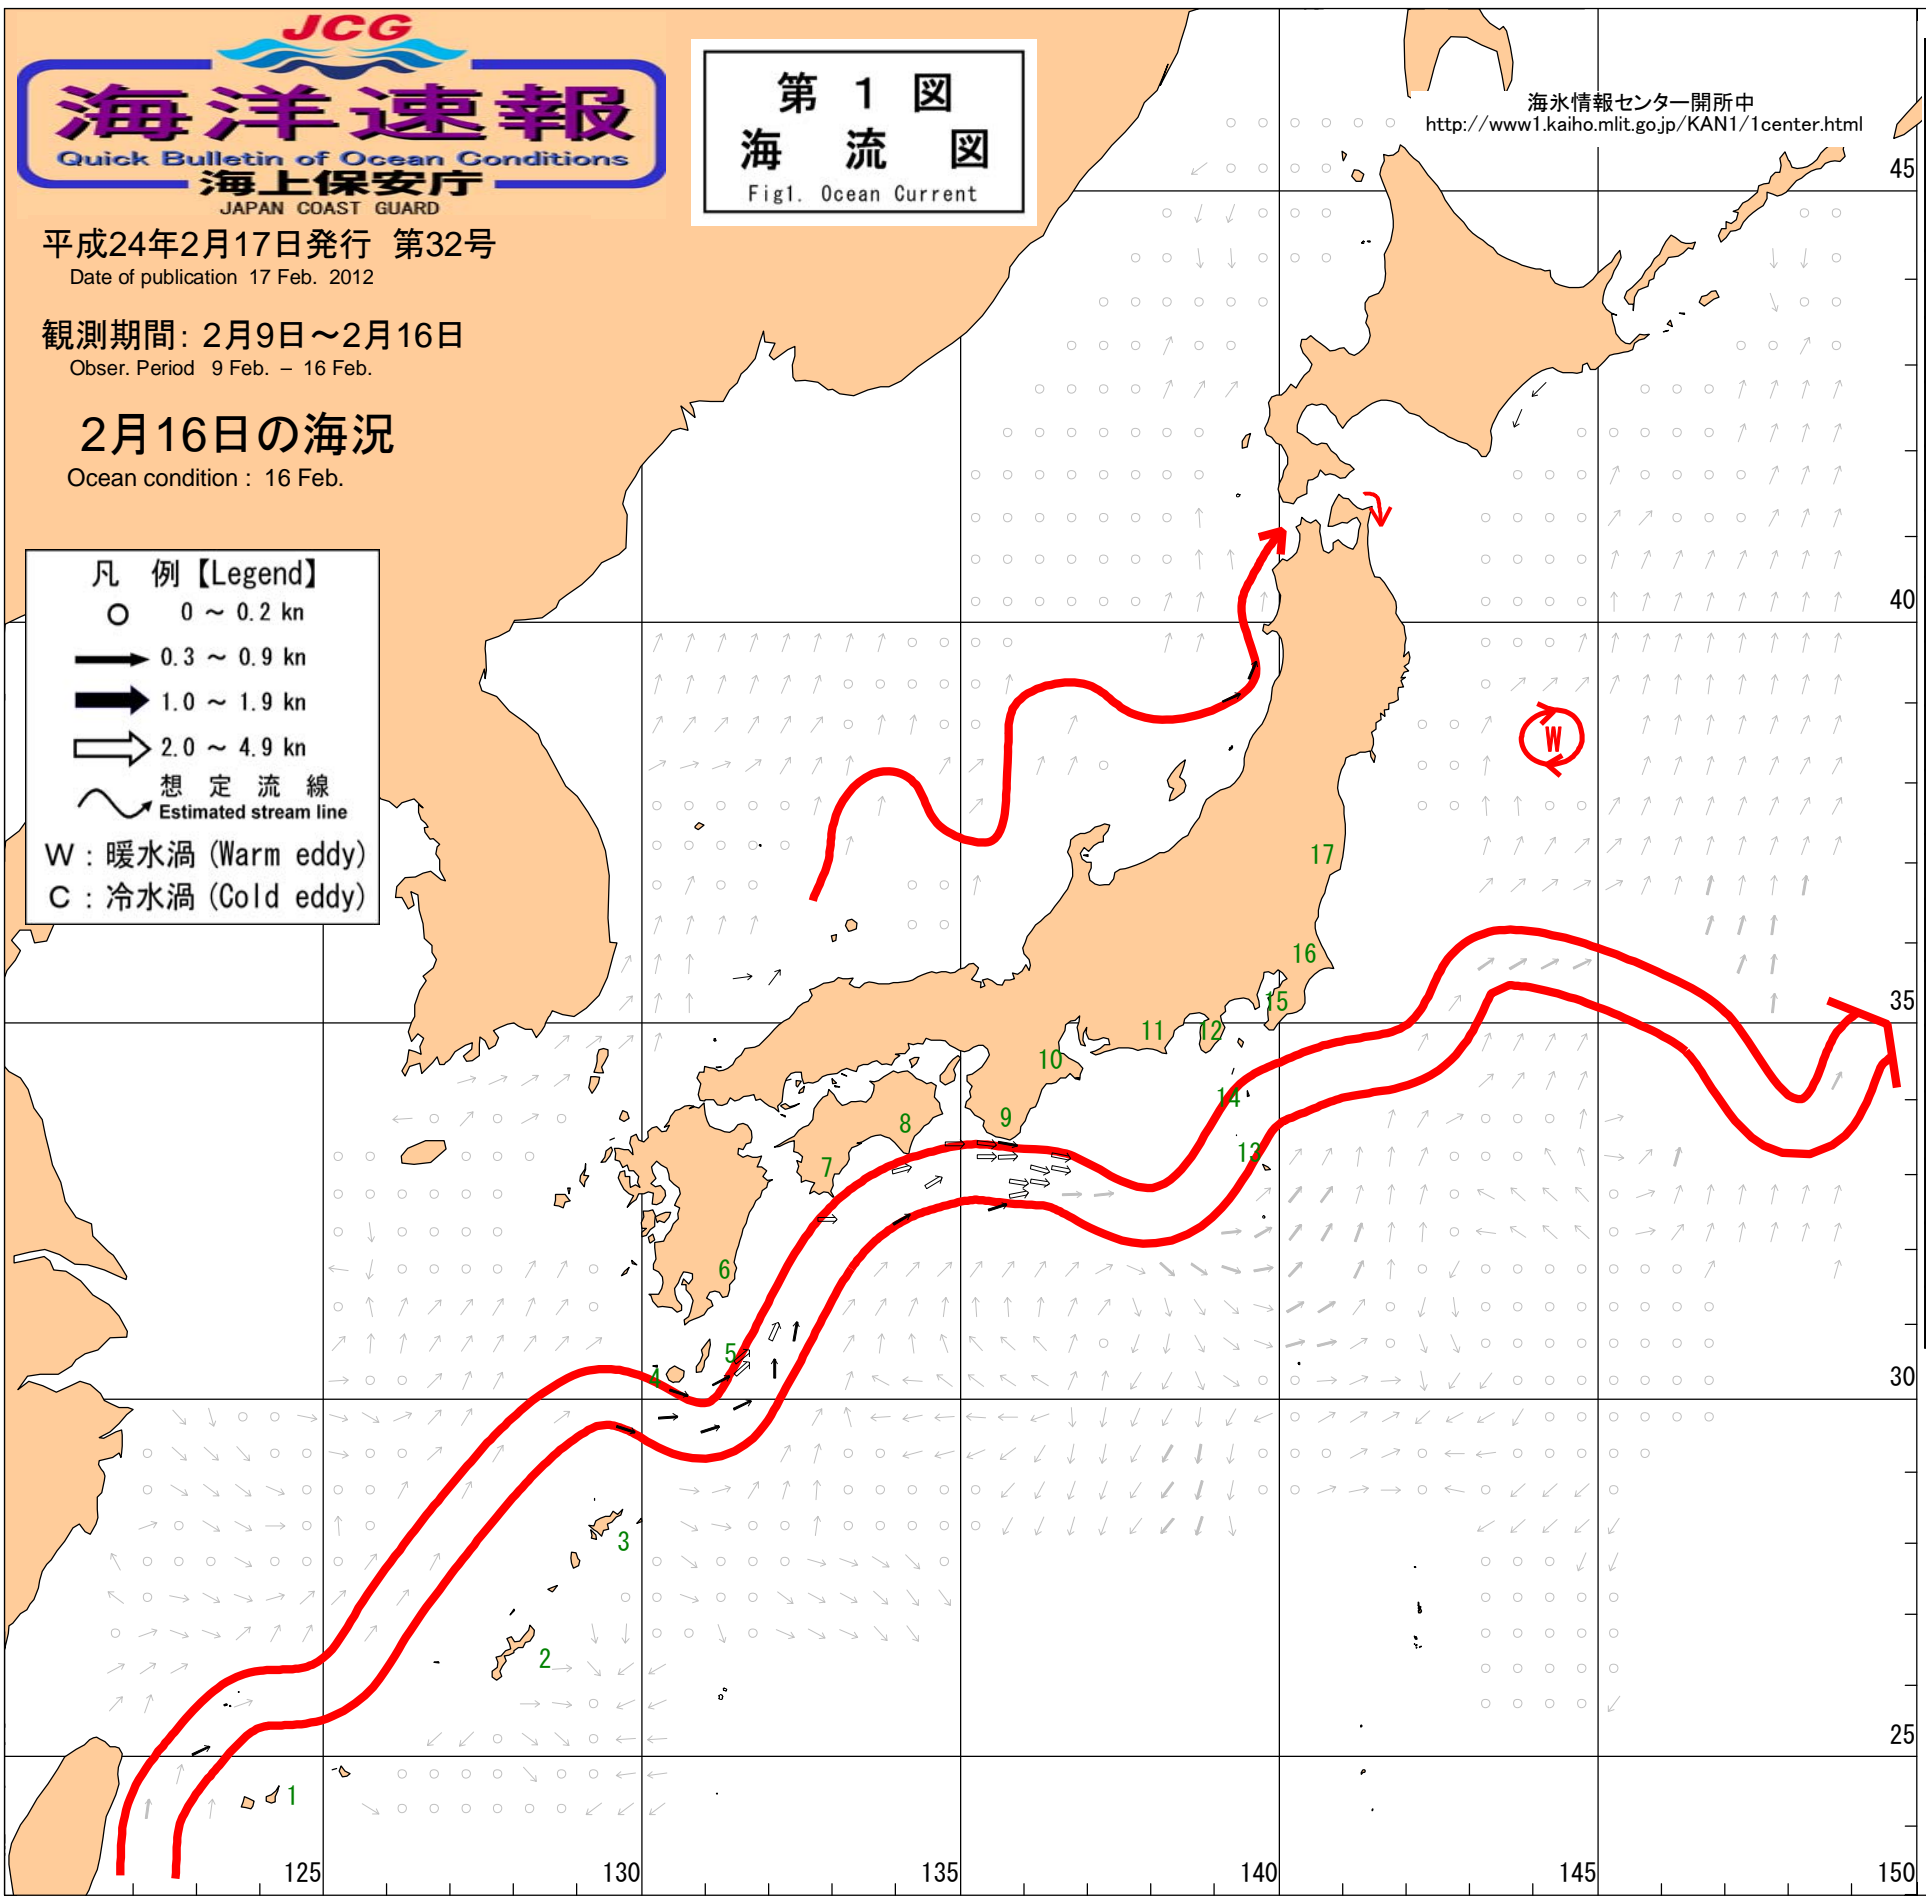 JCG
海洋速報
Quick Bulletin of Ocean Conditions
海上保安庁
JAPAN COAST GUARD
第 1 図
海 流 図
Fig1. Ocean Current
海氷情報センター開所中
http://www1.kaiho.mlit.go.jp/KAN1/1center.html
平成24年2月17日発行 第32号
Date of publication 17 Feb. 2012
観測期間: 2月9日～2月16日
Obser. Period 9 Feb. – 16 Feb.
2月16日の海況
Ocean condition : 16 Feb.
凡 例【Legend】
0 ～ 0.2 kn
0.3 ～ 0.9 kn
1.0 ～ 1.9 kn
2.0 ～ 4.9 kn
想 定 流 線
Estimated stream line
W : 暖水渦 (Warm eddy)
C : 冷水渦 (Cold eddy)
45
40
W
17
16
35
15
12
11
10
14
9
8
13
7
6
5
4
30
3
2
25
1
125
130
135
140
145
150